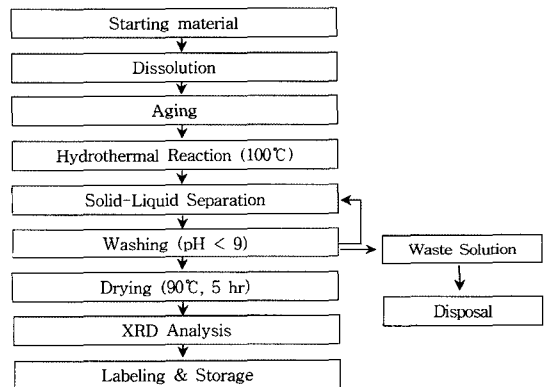 Starting material
Dissolution
Aging
Hydrothermal Reaction (100℃)
Solid-Liquid Separation
Washing (pH < 9)
Waste Solution
Drying (90℃, 5 hr)
Disposal
XRD Analysis
Labeling & Storage